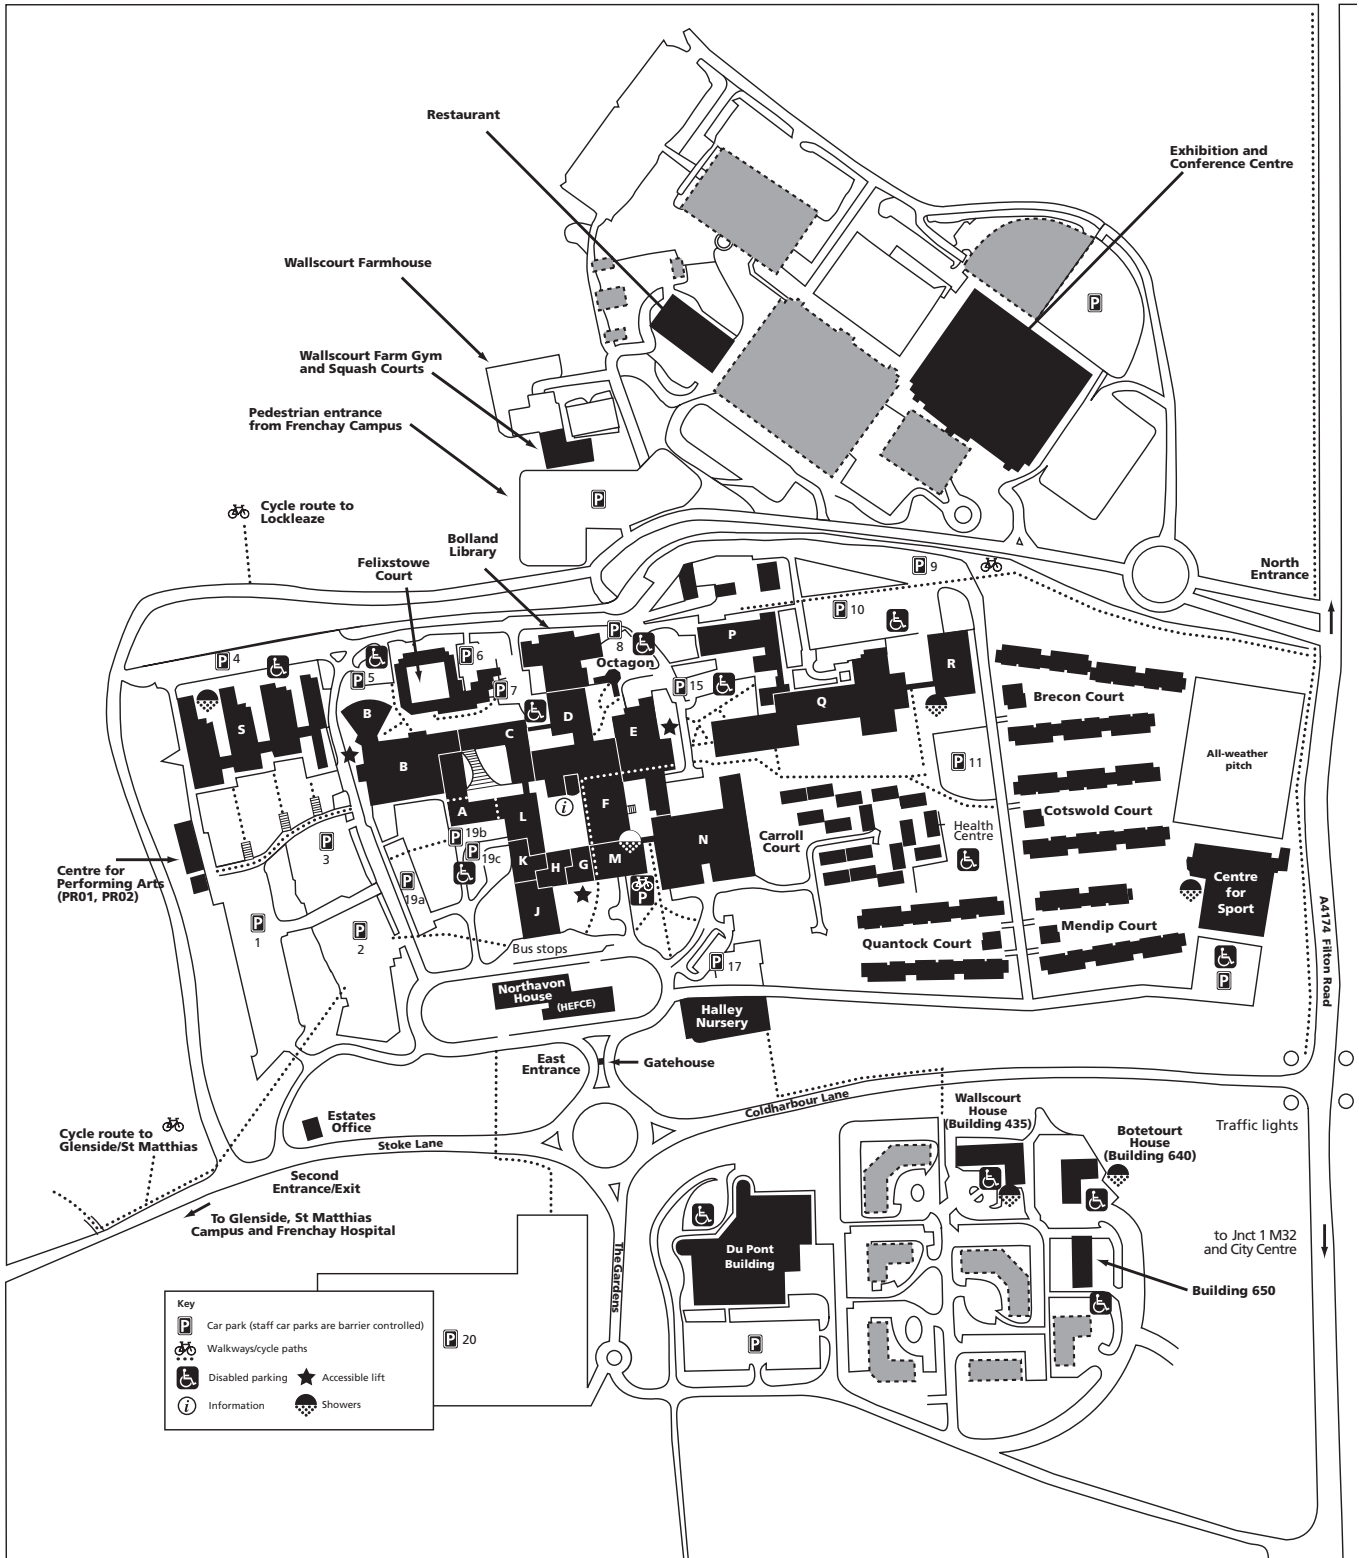 Restaurant
Exhibition and
Conference Centre
Wallscourt Farmhouse
P
Wallscourt Farm Gym
and Squash Courts
Pedestrian entrance
from Frenchay Campus
P
Cycle route to
Lockleaze
Bolland
Library
Felixstowe
Court
North
Entrance
P 9
P 10
P 8
P
Octagon
P 4
P 5
P 6
P 7
P 15
R
Brecon Court
S
B
B
C
D
E
Q
All-weather
pitch
P 11
A
L
i
F
Cotswold Court
Health
Centre
Carroll
Court
N
P 19b
P 19c
K
H
G
M
P 3
P 19a
P
J
Centre for
Performing Arts
(PR01, PR02)
Centre
for
Sport
Mendip Court
Quantock Court
P 1
P 2
Bus stops
P 17
P
A4174 Filton Road
Northavon
House
(HEFCE)
Halley
Nursery
East
Entrance
Gatehouse
Coldharbour Lane
Wallscourt
House
(Building 435)
Botetourt
House
(Building 640)
Traffic lights
Estates
Office
Stoke Lane
Cycle route to
Glenside/St Matthias
Second
Entrance/Exit
To Glenside, St Matthias
Campus and Frenchay Hospital
The Gardens
Du Pont
Building
to Jnct 1 M32
and City Centre
Building 650
P
P 20
Key
P Car park (staff car parks are barrier controlled)
Walkways/cycle paths
Disabled parking
Accessible lift
i Information
Showers